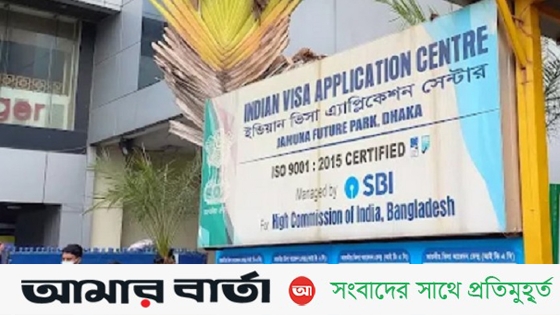 INDIAN VISA APPLICATION CENTRE
ইন্ডিয়ান ভিসা এ্যাপ্লিকেশন সেন্টার
JAMUNA FUTURE PARK, DHAKA
ISO 9001 : 2015 CERTIFIED
Managed by SBI
For High Commission of India, Bangladesh
ger
আমার বার্তা আ সংবাদের সাথে প্রতিমুহূর্ত